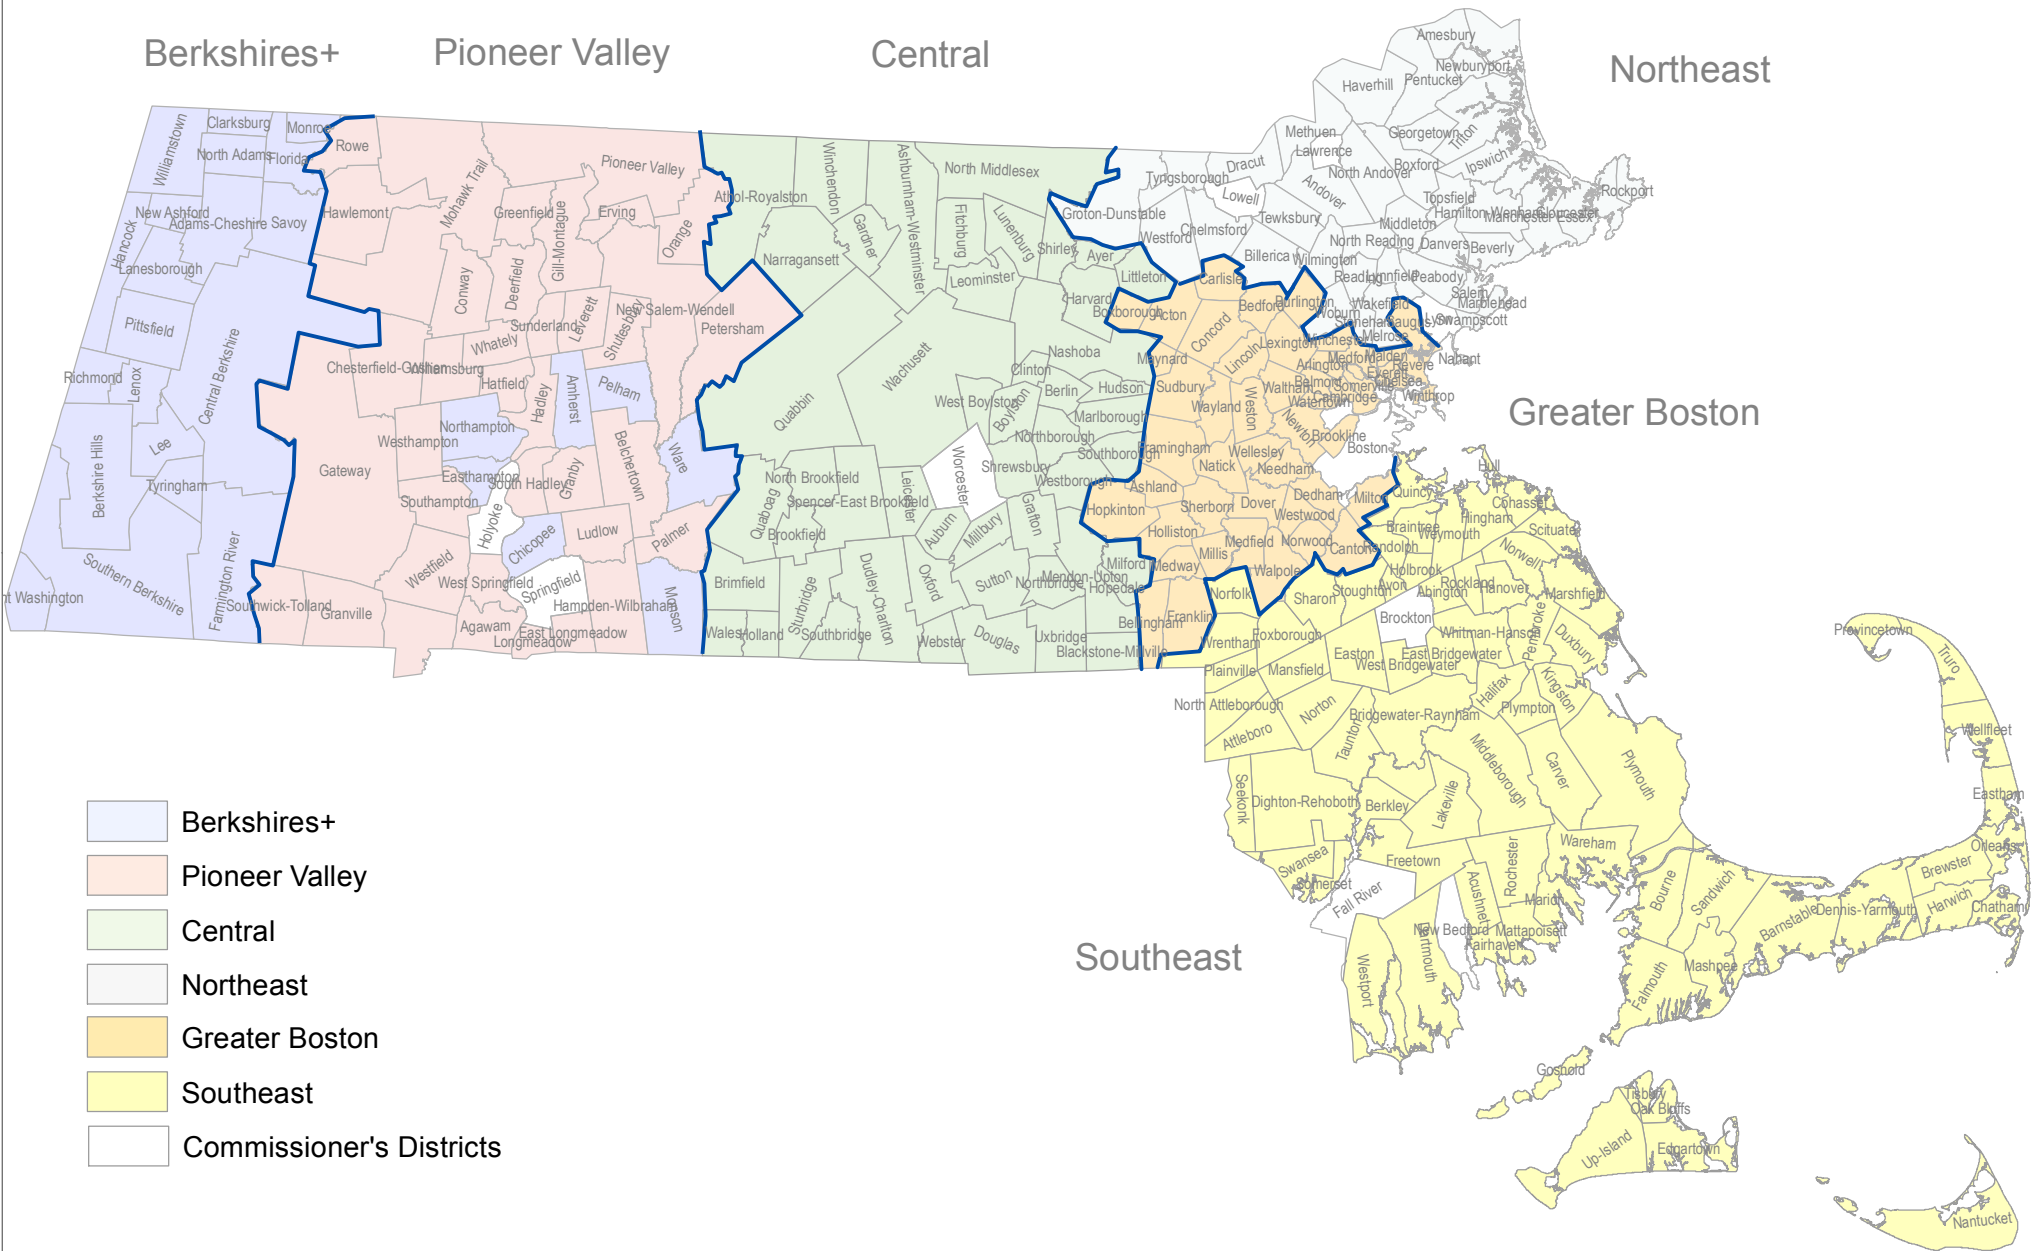 Berkshires+
Pioneer Valley
Central
Northeast
Greater Boston
Southeast
Williamstown
Clarksburg
Monroe
North Adams
Florida
Rowe
New Ashford
Adams-Cheshire
Savoy
Hancock
Lanesborough
Hawlemont
Pittsfield
Central Berkshire
Richmond
Lenox
Lee
Berkshire Hills
Tyringham
Southern Berkshire
Farmington River
nt Washington
Mohawk Trail
Pioneer Valley
Greenfield
Gill-Montague
Erving
Orange
Conway
Deerfield
Sunderland
Leverett
Shutesbury
New Salem-Wendell
Petersham
Whately
Chesterfield-Goshen
Williamsburg
Hatfield
Hadley
Amherst
Pelham
Northampton
Westhampton
Gateway
Easthampton
Southampton
South Hadley
Granby
Belchertown
Ware
Holyoke
Chicopee
Ludlow
Palmer
Westfield
West Springfield
Springfield
Hampden-Wilbraham
Monson
Southwick-Tolland
Granville
Agawam
East Longmeadow
Longmeadow
Athol-Royalston
Winchendon
Ashburnham-Westminster
North Middlesex
Gardner
Fitchburg
Lunenburg
Shirley
Ayer
Narragansett
Leominster
Littleton
Harvard
Wachusett
Nashoba
Clinton
Berlin
Hudson
West Boylston
Boylston
Marlborough
Northborough
Southborough
Quabbin
Worcester
Shrewsbury
Westborough
North Brookfield
Spencer-East Brookfield
Leicester
Quaboag
Brookfield
Auburn
Millbury
Grafton
Brimfield
Sturbridge
Dudley-Charlton
Oxford
Sutton
Northbridge
Mendon-Upton
Milford
Hopedale
Wales
Holland
Southbridge
Webster
Douglas
Uxbridge
Blackstone-Millville
Amesbury
Newburyport
Pentucket
Haverhill
Georgetown
Triton
Methuen
Lawrence
Boxford
Ipswich
Rockport
Dracut
Tyngsborough
North Andover
Andover
Topsfield
Lowell
Hamilton-Wenham
Gloucester
Manchester Essex
Groton-Dunstable
Tewksbury
Middleton
Chelmsford
Westford
North Reading
Danvers
Beverly
Billerica
Wilmington
Reading
Lynnfield
Peabody
Salem
Marblehead
Wakefield
Woburn
Stoneham
Saugus
Lynn
Swampscott
Melrose
Nahant
Carlisle
Bedford
Burlington
Boxborough
Acton
Concord
Lincoln
Lexington
Winchester
Medford
Malden
Revere
Everett
Chelsea
Arlington
Belmont
Somerville
Cambridge
Winthrop
Maynard
Sudbury
Wayland
Weston
Waltham
Watertown
Newton
Brookline
Boston
Framingham
Natick
Wellesley
Needham
Ashland
Hopkinton
Sherborn
Dover
Dedham
Milton
Westwood
Holliston
Medfield
Norwood
Canton
Millis
Medway
Walpole
Franklin
Bellingham
Hull
Quincy
Cohasset
Hingham
Braintree
Weymouth
Scituate
Randolph
Holbrook
Norwell
Norfolk
Sharon
Stoughton
Avon
Rockland
Abington
Hanover
Marshfield
Brockton
Wrentham
Foxborough
Whitman-Hanson
Pembroke
Duxbury
Easton
East Bridgewater
West Bridgewater
Plainville
Mansfield
Halifax
Kingston
North Attleborough
Norton
Plympton
Bridgewater-Raynham
Attleboro
Taunton
Middleborough
Carver
Plymouth
Seekonk
Dighton-Rehoboth
Berkley
Lakeville
Wareham
Swansea
Somerset
Freetown
Rochester
Fall River
Acushnet
Marion
New Bedford
Mattapoisett
Fairhaven
Westport
Dartmouth
Bourne
Sandwich
Falmouth
Mashpee
Barnstable
Dennis-Yarmouth
Brewster
Harwich
Chatham
Orleans
Eastham
Wellfleet
Truro
Provincetown
Gosnold
Tisbury
Oak Bluffs
Up-Island
Edgartown
Nantucket
Berkshires+
Pioneer Valley
Central
Northeast
Greater Boston
Southeast
Commissioner's Districts